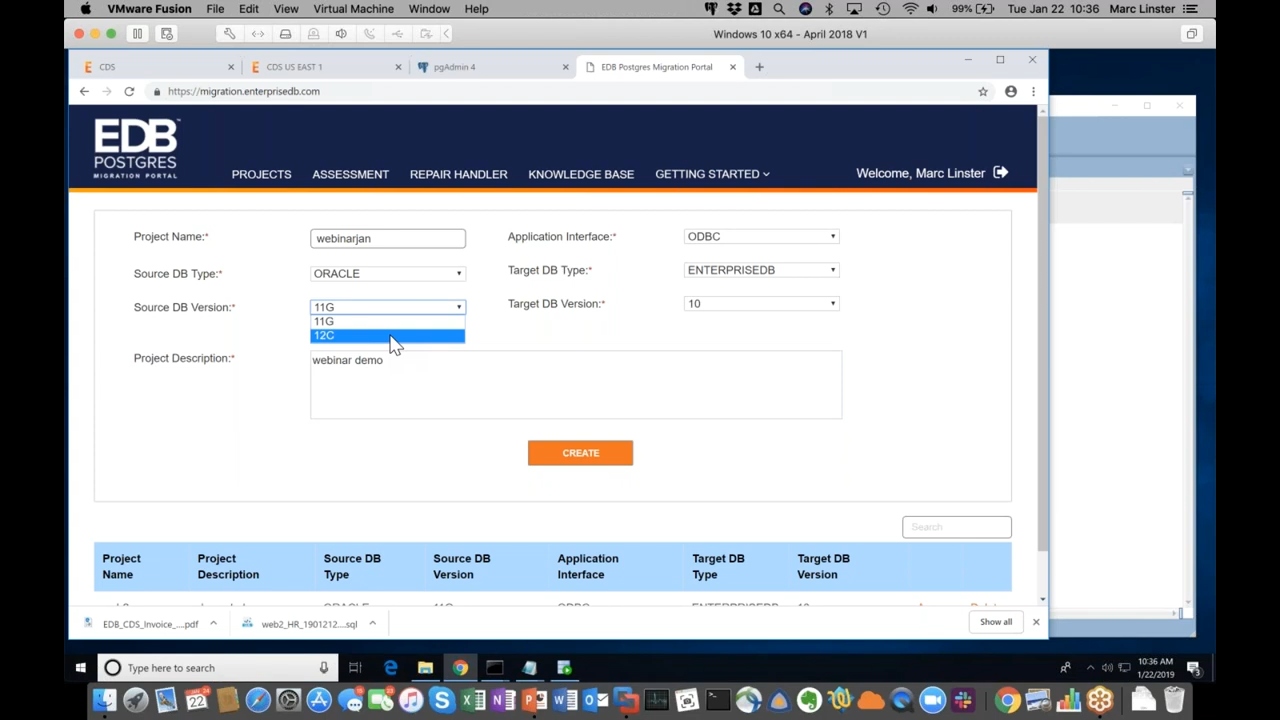 VMware Fusion File Edit View Virtual Machine Window Help 99% Tue Jan 22 10:36 Marc Linster
Windows 10 x64 - April 2018 V1
CDS CDS US EAST 1 pgAdmin 4 EDB Postgres Migration Portal
https://migration.enterprisedb.com
EDB
POSTGRES
MIGRATION PORTAL
PROJECTS ASSESSMENT REPAIR HANDLER KNOWLEDGE BASE GETTING STARTED Welcome, Marc Linster
Project Name:* webinarjan Application Interface:* ODBC
Source DB Type:* ORACLE Target DB Type:* ENTERPRISEDB
Source DB Version:* 11G Target DB Version:* 10
11G
12C
Project Description:* webinar demo
CREATE
Search
Project Name Project Description Source DB Type Source DB Version Application Interface Target DB Type Target DB Version
EDB_CDS_Invoice_....pdf web2_HR_1901212....sql Show all
Type here to search 10:36 AM
1/22/2019